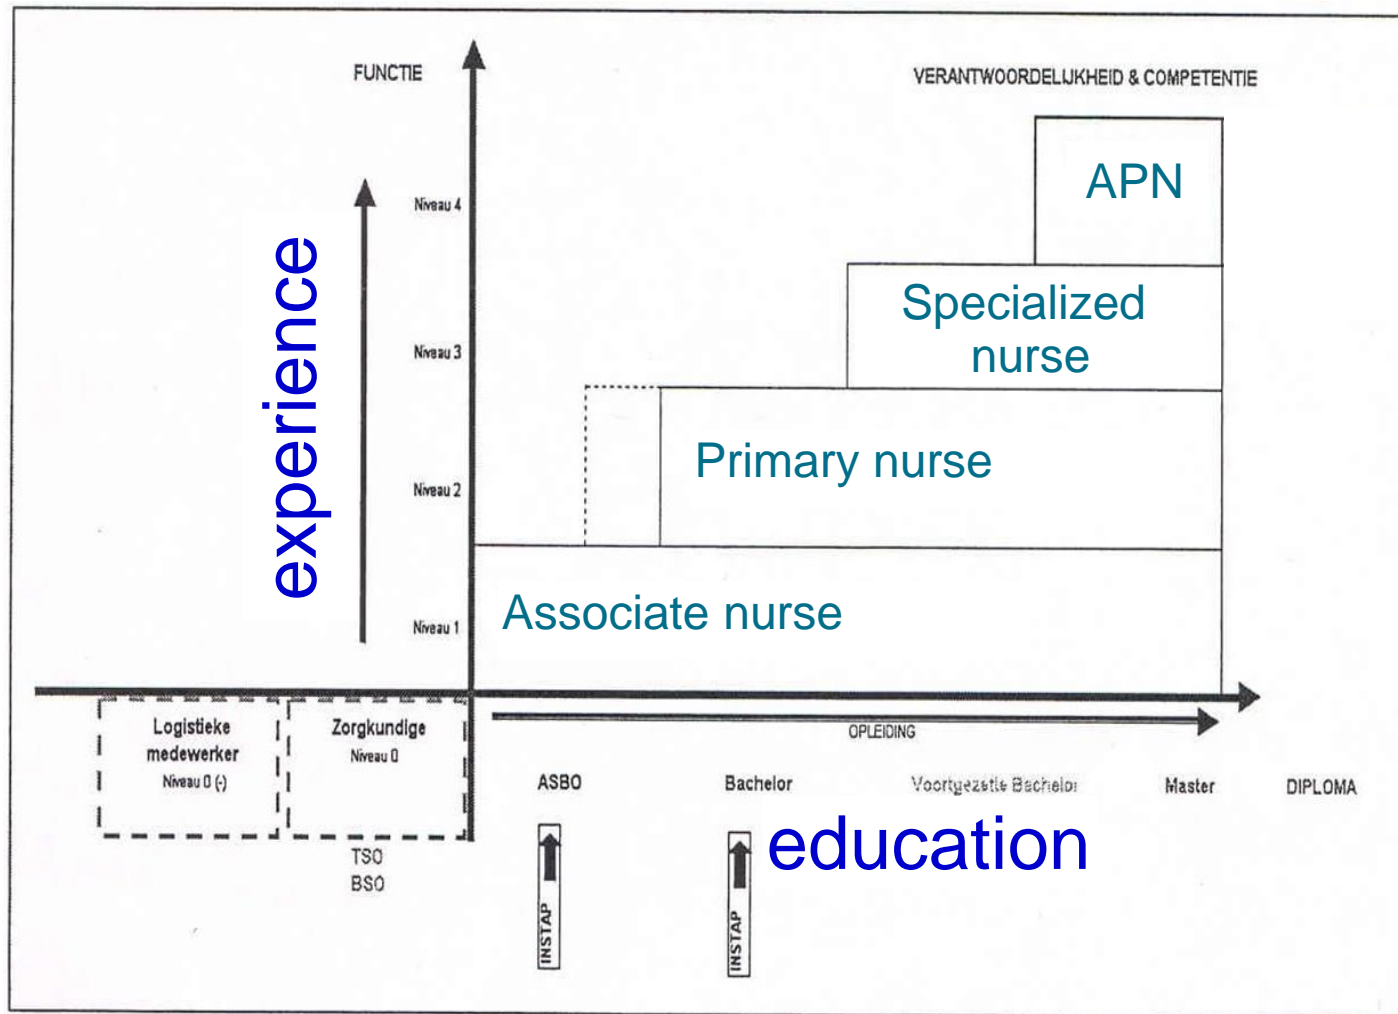 FUNCTIE
VERANTWOORDELIJKHEID & COMPETENTIE
APN
Niveau 4
experience
Specialized
nurse
Niveau 3
Primary nurse
Niveau 2
Associate nurse
Niveau 1
Logistieke
medewerker
Niveau 0 (-)
Zorgkundige
Niveau 0
OPLEIDING
ASBO
Bachelor
Voortgezette Bachelor
Master
DIPLOMA
education
TSO
BSO
INSTAP
INSTAP